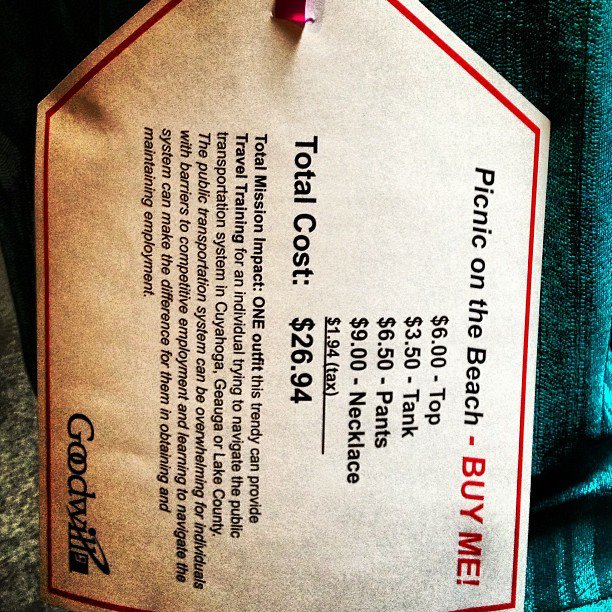 Picnic on the Beach - BUY ME!
$6.00 - Top
$3.50 - Tank
$6.50 - Pants
$9.00 - Necklace
$1.94 (tax)
Total Cost: $26.94
Total Mission Impact: ONE outfit this trendy can provide
Travel Training for an individual trying to navigate the public
transportation system in Cuyahoga, Geauga or Lake County.
The public transportation system can be overwhelming for individuals
with barriers to competitive employment and learning to navigate the
system can make the difference for them in obtaining and
maintaining employment.
Goodwill